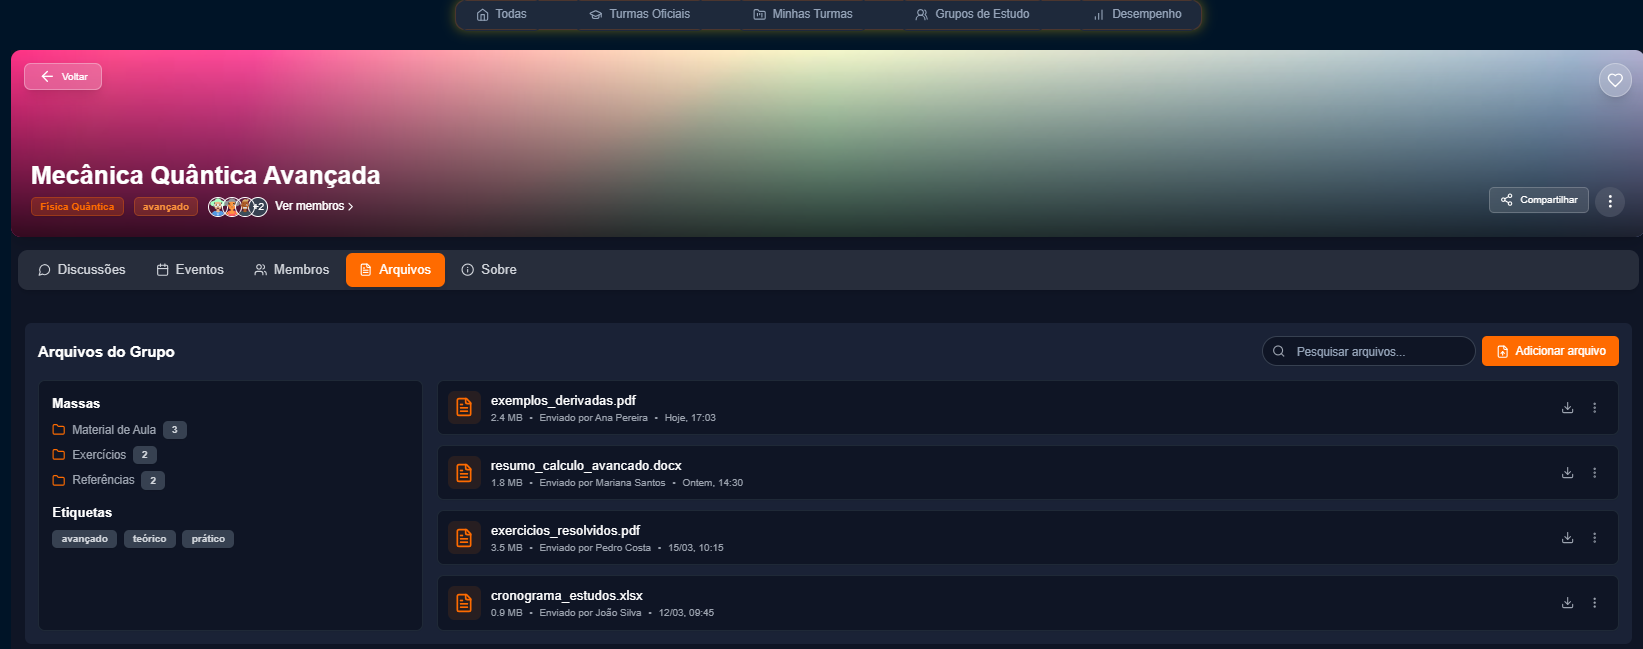 Todas Turmas Oficiais Minhas Turmas Grupos de Estudo Desempenho
Voltar
Mecânica Quântica Avançada
Física Quântica avançado +2 Ver membros
Compartilhar
Discussões Eventos Membros Arquivos Sobre
Arquivos do Grupo
Pesquisar arquivos...
Adicionar arquivo
Massas
Material de Aula 3
Exercícios 2
Referências 2
Etiquetas
avançado teórico prático
exemplos_derivadas.pdf
2.4 MB • Enviado por Ana Pereira • Hoje, 17:03
resumo_calculo_avancado.docx
1.8 MB • Enviado por Mariana Santos • Ontem, 14:30
exercicios_resolvidos.pdf
3.5 MB • Enviado por Pedro Costa • 15/03, 10:15
cronograma_estudos.xlsx
0.9 MB • Enviado por João Silva • 12/03, 09:45